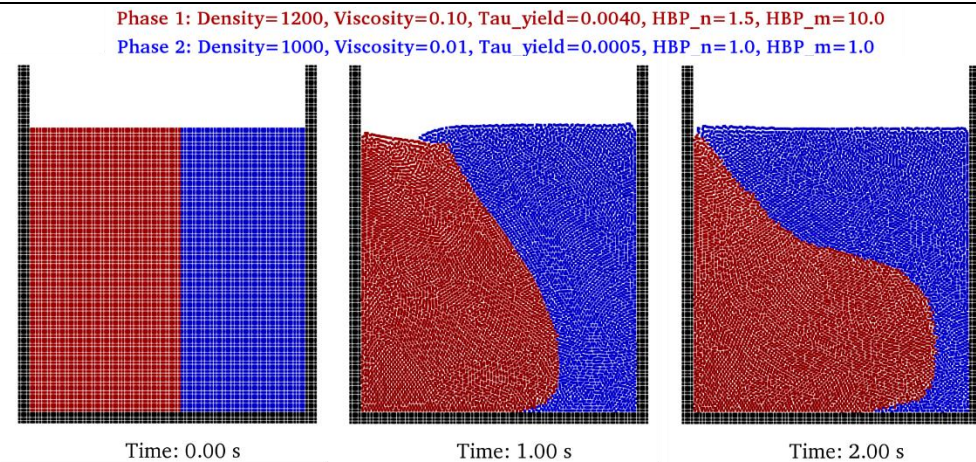 Phase 1: Density=1200, Viscosity=0.10, Tau_yield=0.0040, HBP_n=1.5, HBP_m=10.0
Phase 2: Density=1000, Viscosity=0.01, Tau_yield=0.0005, HBP_n=1.0, HBP_m=1.0
Time: 0.00 s
Time: 1.00 s
Time: 2.00 s